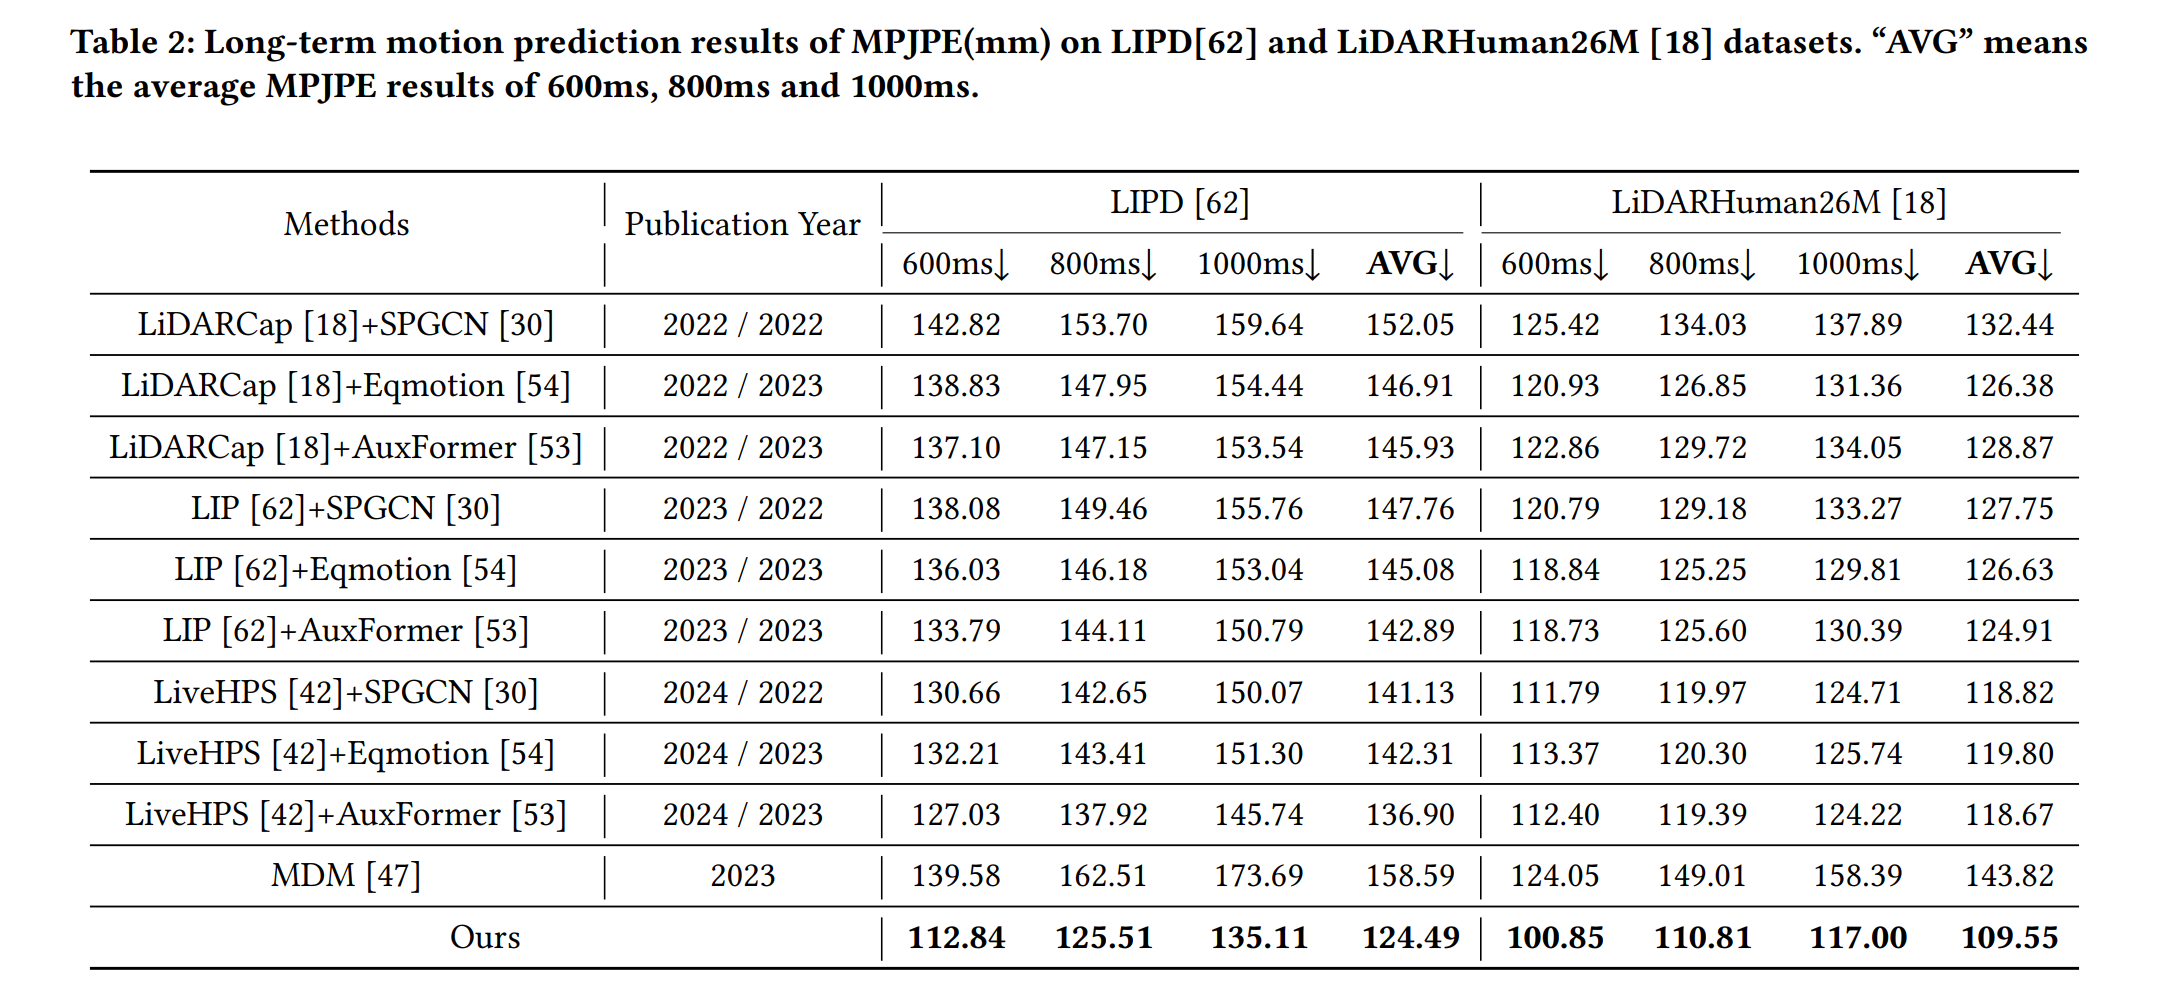 Table 2: Long-term motion prediction results of MPJPE(mm) on LIPD[62] and LiDARHuman26M [18] datasets. “AVG” means
the average MPJPE results of 600ms, 800ms and 1000ms.
Methods Publication Year LIPD [62] LiDARHuman26M [18]
600ms↓ 800ms↓ 1000ms↓ AVG↓ 600ms↓ 800ms↓ 1000ms↓ AVG↓
LiDARCap [18]+SPGCN [30] 2022 / 2022 142.82 153.70 159.64 152.05 125.42 134.03 137.89 132.44
LiDARCap [18]+Eqmotion [54] 2022 / 2023 138.83 147.95 154.44 146.91 120.93 126.85 131.36 126.38
LiDARCap [18]+AuxFormer [53] 2022 / 2023 137.10 147.15 153.54 145.93 122.86 129.72 134.05 128.87
LIP [62]+SPGCN [30] 2023 / 2022 138.08 149.46 155.76 147.76 120.79 129.18 133.27 127.75
LIP [62]+Eqmotion [54] 2023 / 2023 136.03 146.18 153.04 145.08 118.84 125.25 129.81 126.63
LIP [62]+AuxFormer [53] 2023 / 2023 133.79 144.11 150.79 142.89 118.73 125.60 130.39 124.91
LiveHPS [42]+SPGCN [30] 2024 / 2022 130.66 142.65 150.07 141.13 111.79 119.97 124.71 118.82
LiveHPS [42]+Eqmotion [54] 2024 / 2023 132.21 143.41 151.30 142.31 113.37 120.30 125.74 119.80
LiveHPS [42]+AuxFormer [53] 2024 / 2023 127.03 137.92 145.74 136.90 112.40 119.39 124.22 118.67
MDM [47] 2023 139.58 162.51 173.69 158.59 124.05 149.01 158.39 143.82
Ours 112.84 125.51 135.11 124.49 100.85 110.81 117.00 109.55